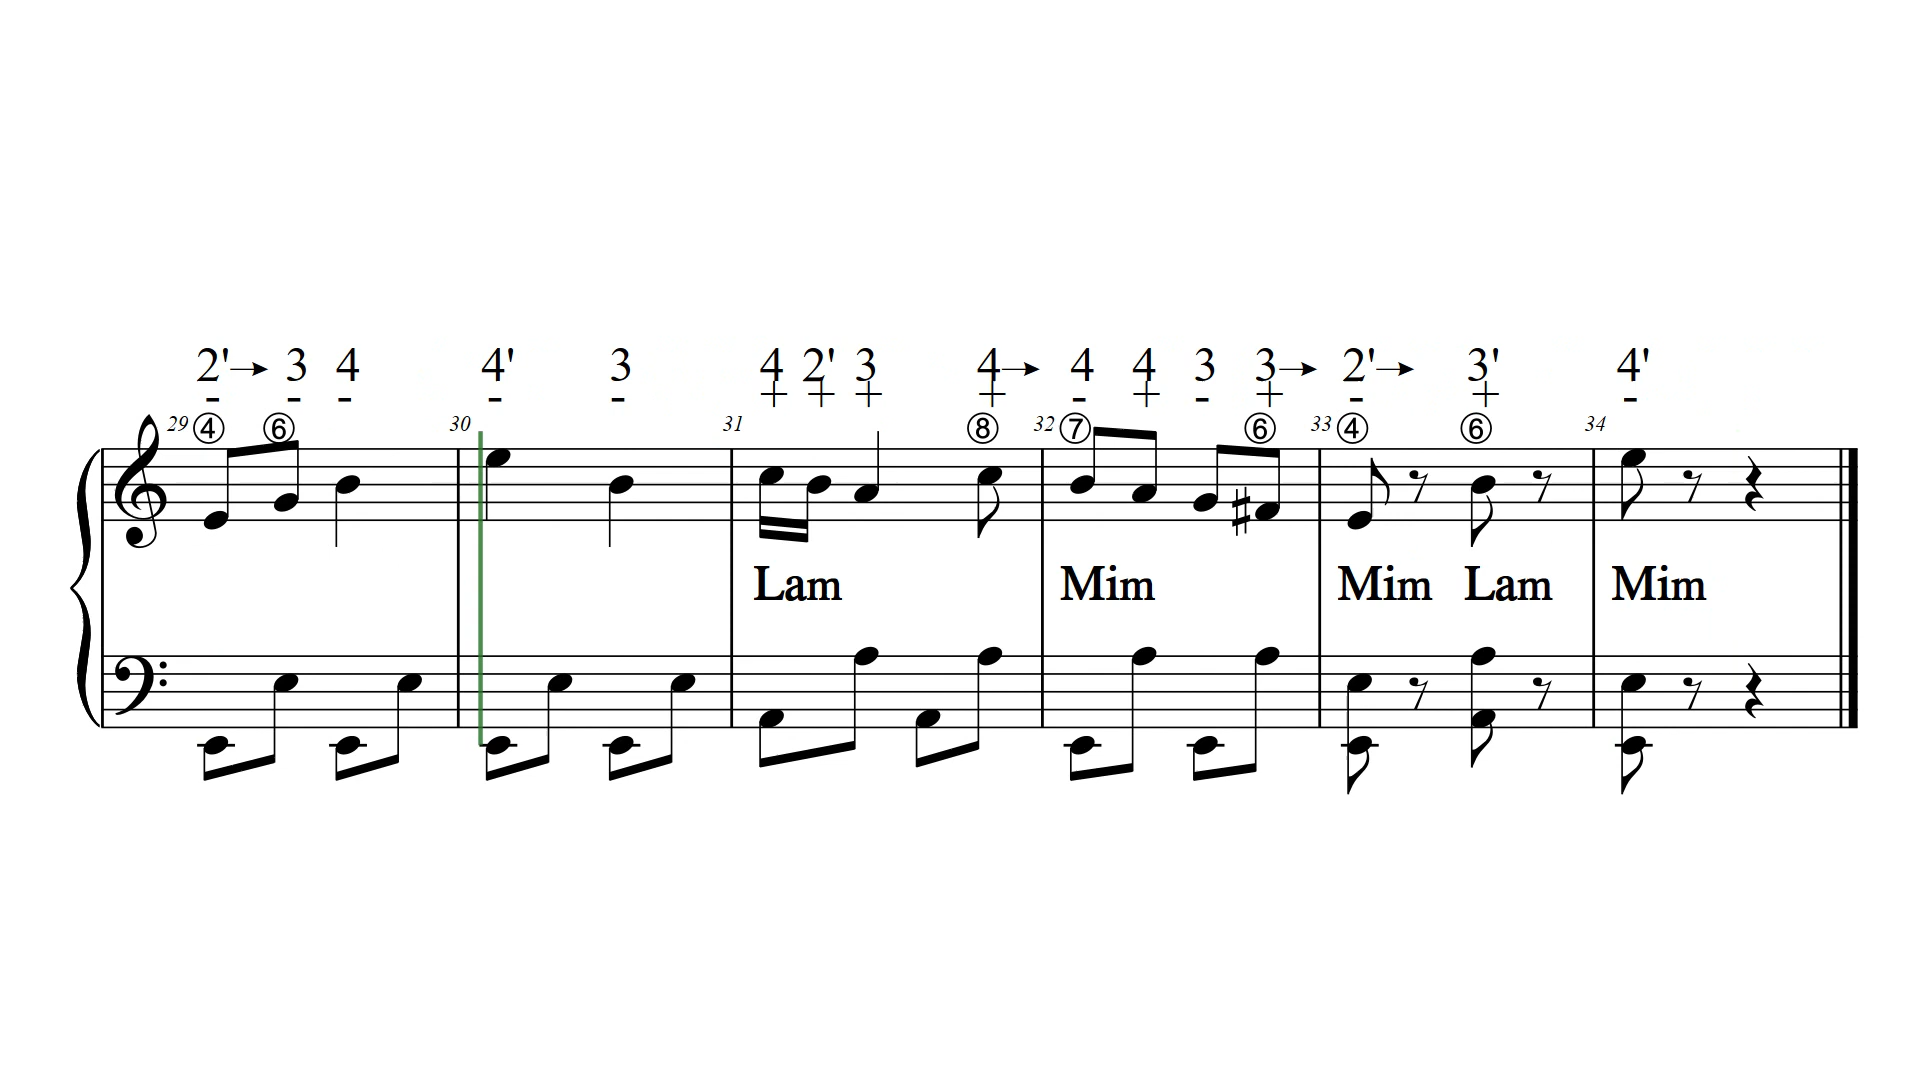 2' 3 4 4' 3 4 2' 3 4 4 4 3 3 2' 3' 4'
- - - - - + + + + - + - + - + -
29 ④ ⑥ 30 31 ⑧ 32 ⑦ ⑥ 33 ④ ⑥ 34
Lam Mim Mim Lam Mim